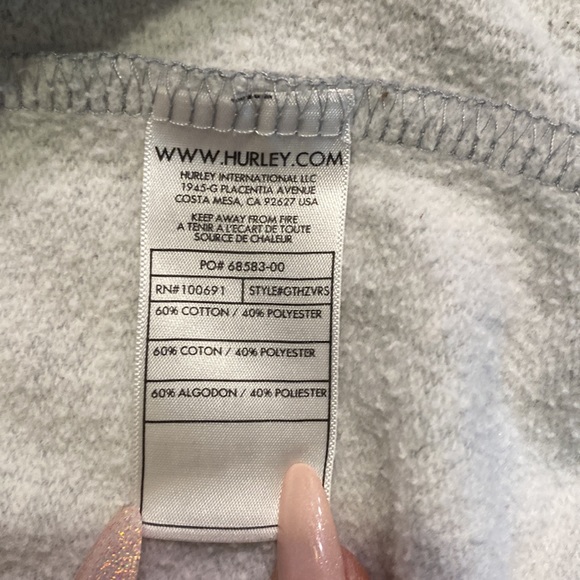 WWW.HURLEY.COM
HURLEY INTERNATIONAL LLC
1945-G PLACENTIA AVENUE
COSTA MESA, CA 92627 USA
KEEP AWAY FROM FIRE
A TENIR A L'ECART DE TOUTE
SOURCE DE CHALEUR
PO# 68583-00
RN#100691 STYLE#GTHZVRS
60% COTTON / 40% POLYESTER
60% COTON / 40% POLYESTER
60% ALGODON / 40% POLIESTER